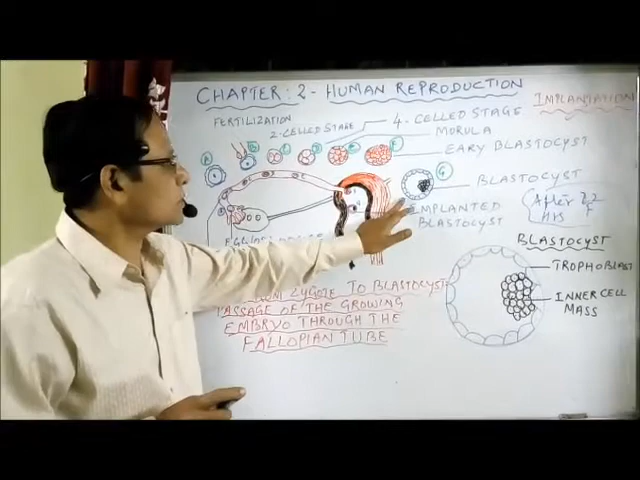 CHAPTER : 2 - HUMAN REPRODUCTION
IMPLANTATION
FERTILIZATION
2-CELLED STAGE
4-CELLED STAGE
MORULA
EARY BLASTOCYST
BLASTOCYST
(After 72 hrs
IMPLANTED
BLASTOCYST
A
B
C
D
E
F
G
BLASTOCYST
TROPHOBLAST
INNER CELL
MASS
ZYGOTE TO BLASTOCYST
PASSAGE OF THE GROWING
EMBRYO THROUGH THE
FALLOPIAN TUBE